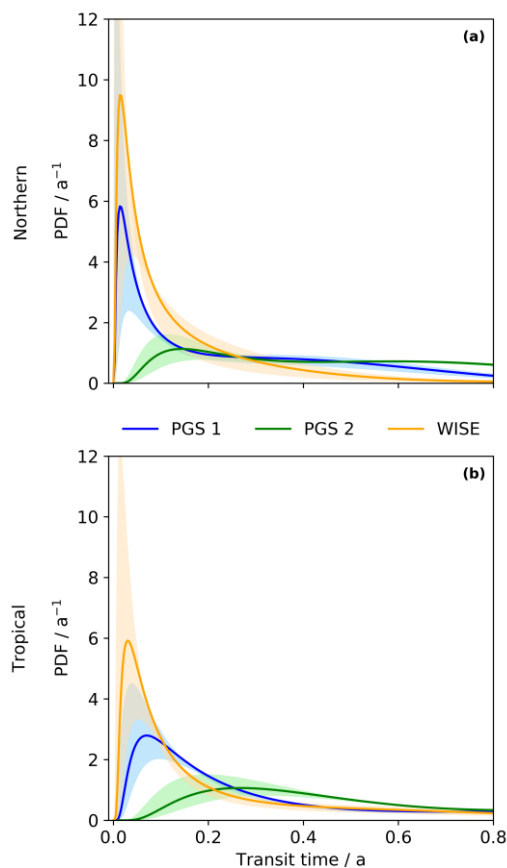 (a)
Northern
PDF / a⁻¹
12
10
8
6
4
2
0
PGS 1 PGS 2 WISE
(b)
Tropical
PDF / a⁻¹
12
10
8
6
4
2
0
0.0 0.2 0.4 0.6 0.8
Transit time / a